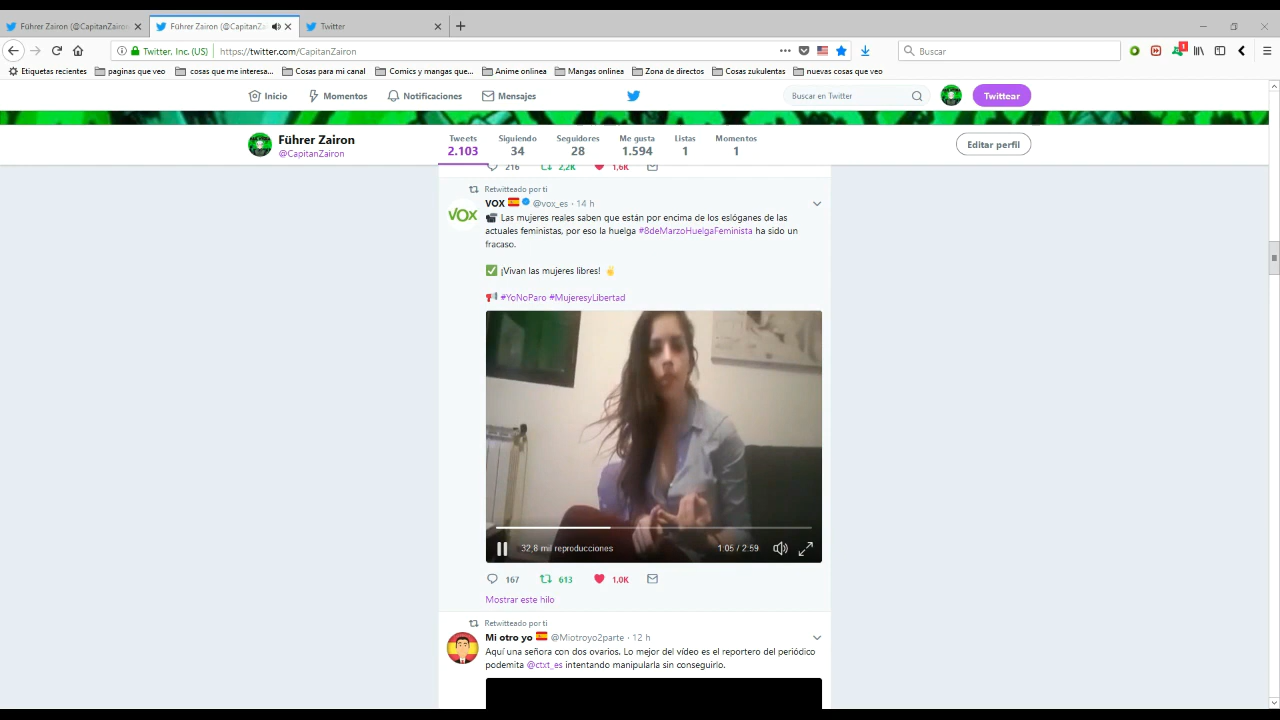 Führer Zairon (@CapitanZairon
Führer Zairon (@CapitanZa
Twitter
Twitter, Inc. (US)
https://twitter.com/CapitanZairon
Buscar
1
Etiquetas recientes
paginas que veo
cosas que me interesa...
Cosas para mi canal
Comics y mangas que...
Anime onlinea
Mangas onlinea
Zona de directos
Cosas zukulentas
nuevas cosas que veo
Inicio
Momentos
Notificaciones
Mensajes
Buscar en Twitter
Twittear
Führer Zairon
@CapitanZairon
Tweets
2.103
Siguiendo
34
Seguidores
28
Me gusta
1.594
Listas
1
Momentos
1
Editar perfil
216
2,2K
1,6K
Retwitteado por ti
VOX
VOX @vox_es · 14 h
Las mujeres reales saben que están por encima de los eslóganes de las
actuales feministas, por eso la huelga #8deMarzoHuelgaFeminista ha sido un
fracaso.
¡Vivan las mujeres libres!
#YoNoParo #MujeresyLibertad
32,8 mil reproducciones
1:05 / 2:59
167
613
1,0K
Mostrar este hilo
Retwitteado por ti
Mi otro yo @Miotroyo2parte · 12 h
Aquí una señora con dos ovarios. Lo mejor del vídeo es el reportero del periódico
podemita @ctxt_es intentando manipularla sin conseguirlo.